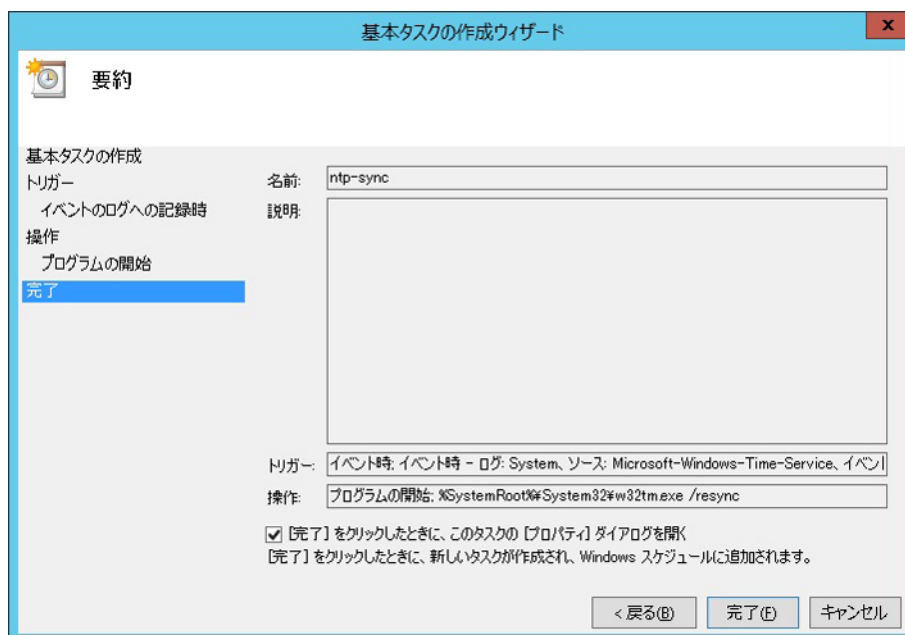 基本タスクの作成ウィザード
x
要約
基本タスクの作成
トリガー
イベントのログへの記録時
操作
プログラムの開始
完了
名前: ntp-sync
説明:
トリガー: イベント時; イベント時 - ログ: System、ソース: Microsoft-Windows-Time-Service、イベン
操作: プログラムの開始; %SystemRoot%¥System32¥w32tm.exe /resync
[完了] をクリックしたときに、このタスクの [プロパティ] ダイアログを開く
[完了] をクリックしたときに、新しいタスクが作成され、Windows スケジュールに追加されます。
< 戻る(B) 完了(F) キャンセル